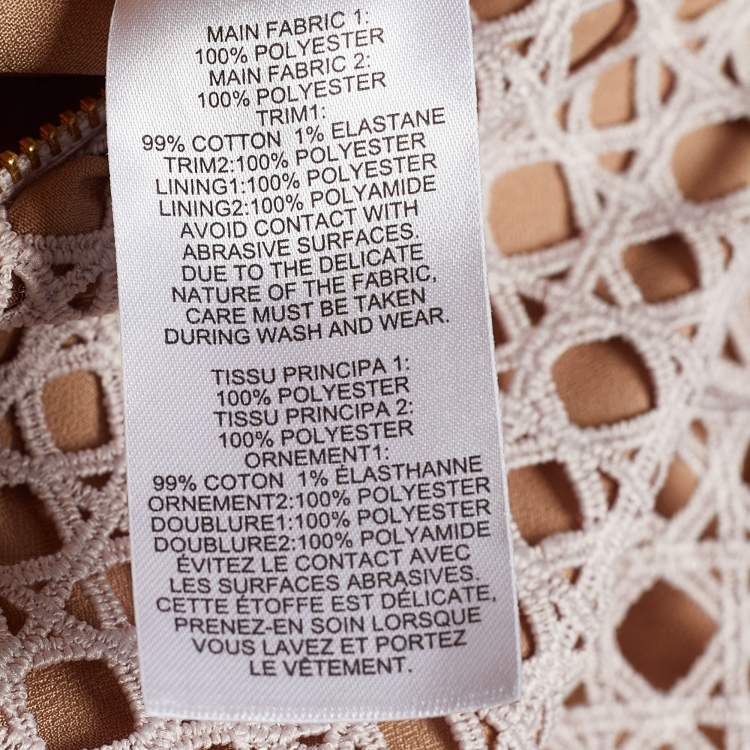 MAIN FABRIC 1:
100% POLYESTER
MAIN FABRIC 2:
100% POLYESTER
TRIM1:
99% COTTON 1% ELASTANE
TRIM2:100% POLYESTER
LINING1:100% POLYESTER
LINING2:100% POLYAMIDE
AVOID CONTACT WITH
ABRASIVE SURFACES.
DUE TO THE DELICATE
NATURE OF THE FABRIC,
CARE MUST BE TAKEN
DURING WASH AND WEAR.
TISSU PRINCIPA 1:
100% POLYESTER
TISSU PRINCIPA 2:
100% POLYESTER
ORNEMENT1:
99% COTON 1% ÉLASTHANNE
ORNEMENT2:100% POLYESTER
DOUBLURE1:100% POLYESTER
DOUBLURE2:100% POLYAMIDE
ÉVITEZ LE CONTACT AVEC
LES SURFACES ABRASIVES.
CETTE ÉTOFFE EST DÉLICATE,
PRENEZ-EN SOIN LORSQUE
VOUS LAVEZ ET PORTEZ
LE VÊTEMENT.